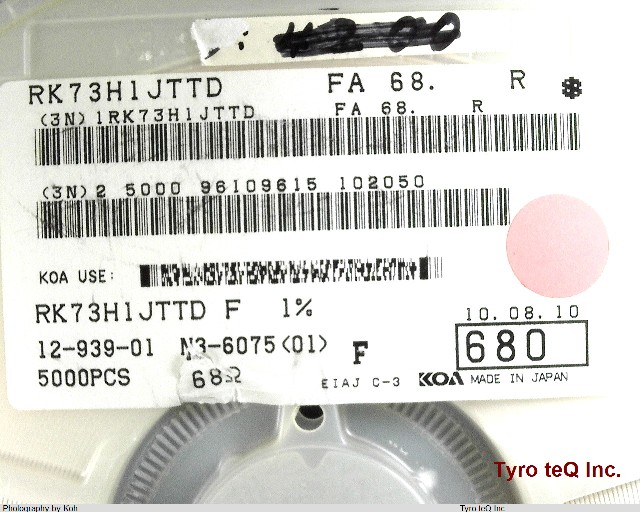 RK73H1JTTD FA 68. R *
(3N) 1RK73H1JTTD FA 68. R
(3N) 2 5000 96109615 102050
KOA USE:
RK73H1JTTD F 1%
10.08.10
12-939-01 N3-6075(01) F
680
5000PCS 68Ω
EIAJ C-3 KOA MADE IN JAPAN
Tyro teQ Inc.
Photography by Koh Tyro teQ Inc